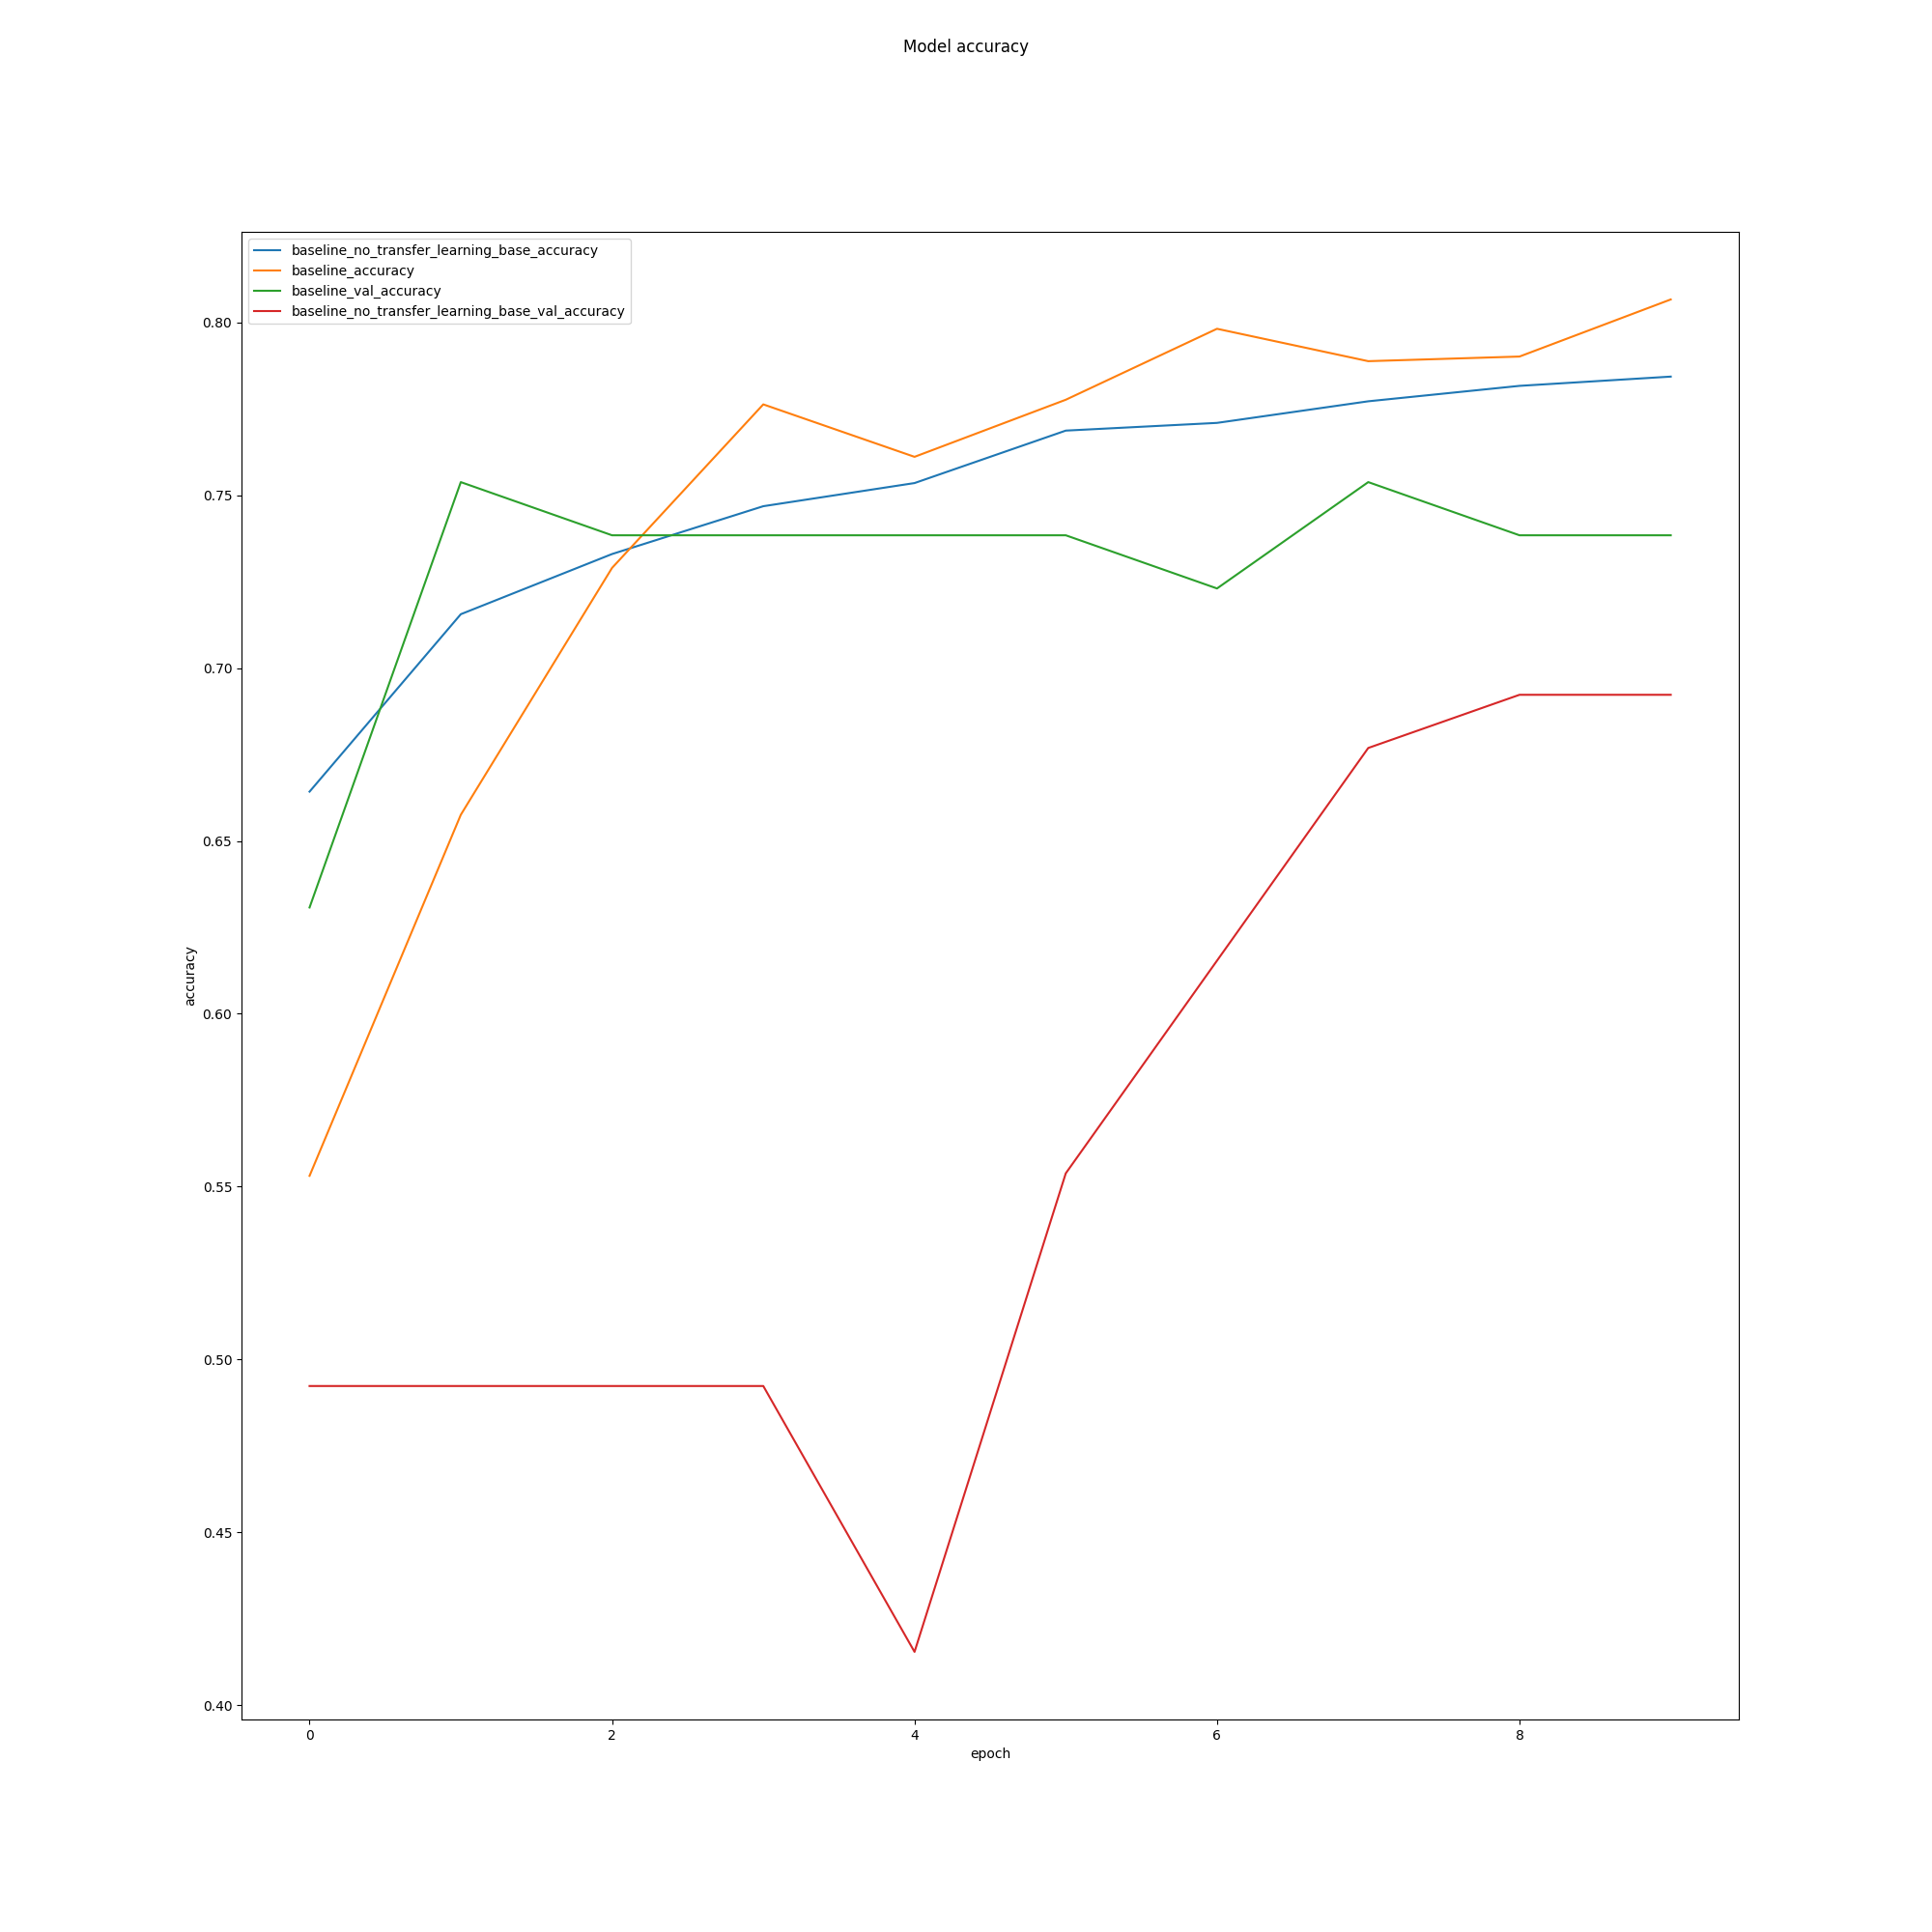 Model accuracy
baseline_no_transfer_learning_base_accuracy
baseline_accuracy
baseline_val_accuracy
baseline_no_transfer_learning_base_val_accuracy
0.80
0.75
0.70
0.65
0.60
0.55
0.50
0.45
0.40
accuracy
0 2 4 6 8
epoch